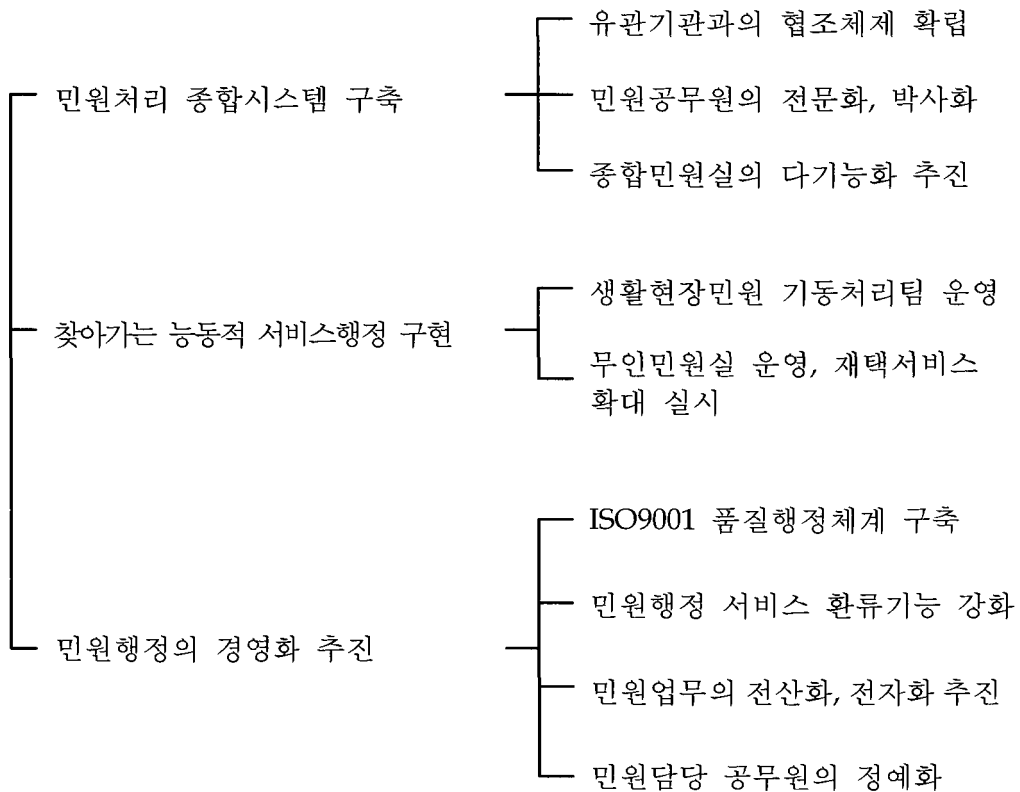 민원처리 종합시스템 구축
유관기관과의 협조체제 확립
민원공무원의 전문화, 박사화
종합민원실의 다기능화 추진
찾아가는 능동적 서비스행정 구현
생활현장민원 기동처리팀 운영
무인민원실 운영, 재택서비스
확대 실시
민원행정의 경영화 추진
ISO9001 품질행정체계 구축
민원행정 서비스 환류기능 강화
민원업무의 전산화, 전자화 추진
민원담당 공무원의 정예화